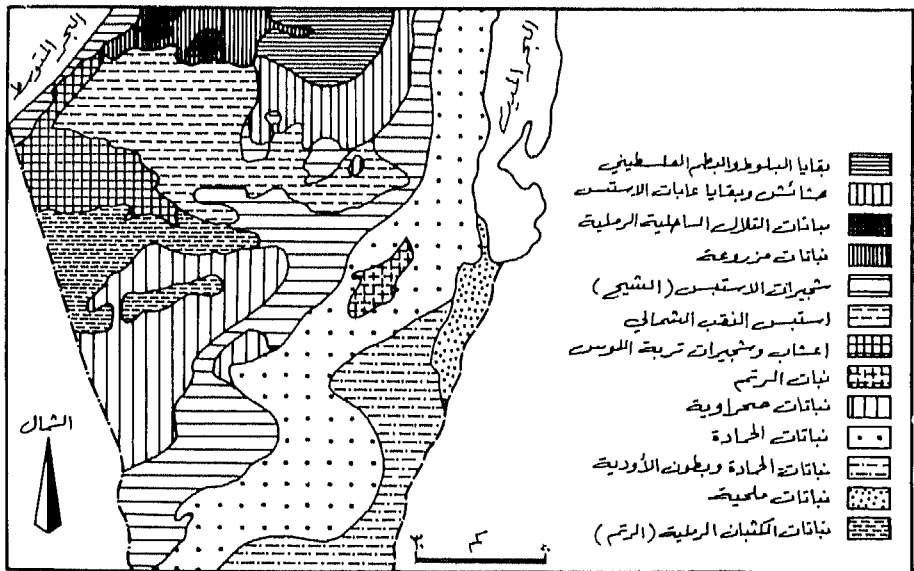 البحر المتوسط
البحر الميت
بقايا البلوط والبطم الفلسطيني
حشائش وبقايا غابات الاستبس
نباتات التلال الساحلية الرملية
نباتات مزروعة
شجيرات الاستبس (الشيح)
استبس النقب الشمالي
اعشاب وشجيرات تربة اللوس
نبات الرتم
نباتات صحراوية
نباتات الحمادة
نباتات الحمادة وبطون الأودية
نباتات ملحية
نباتات الكثبان الرملية (الرتم)
الشمال
كم